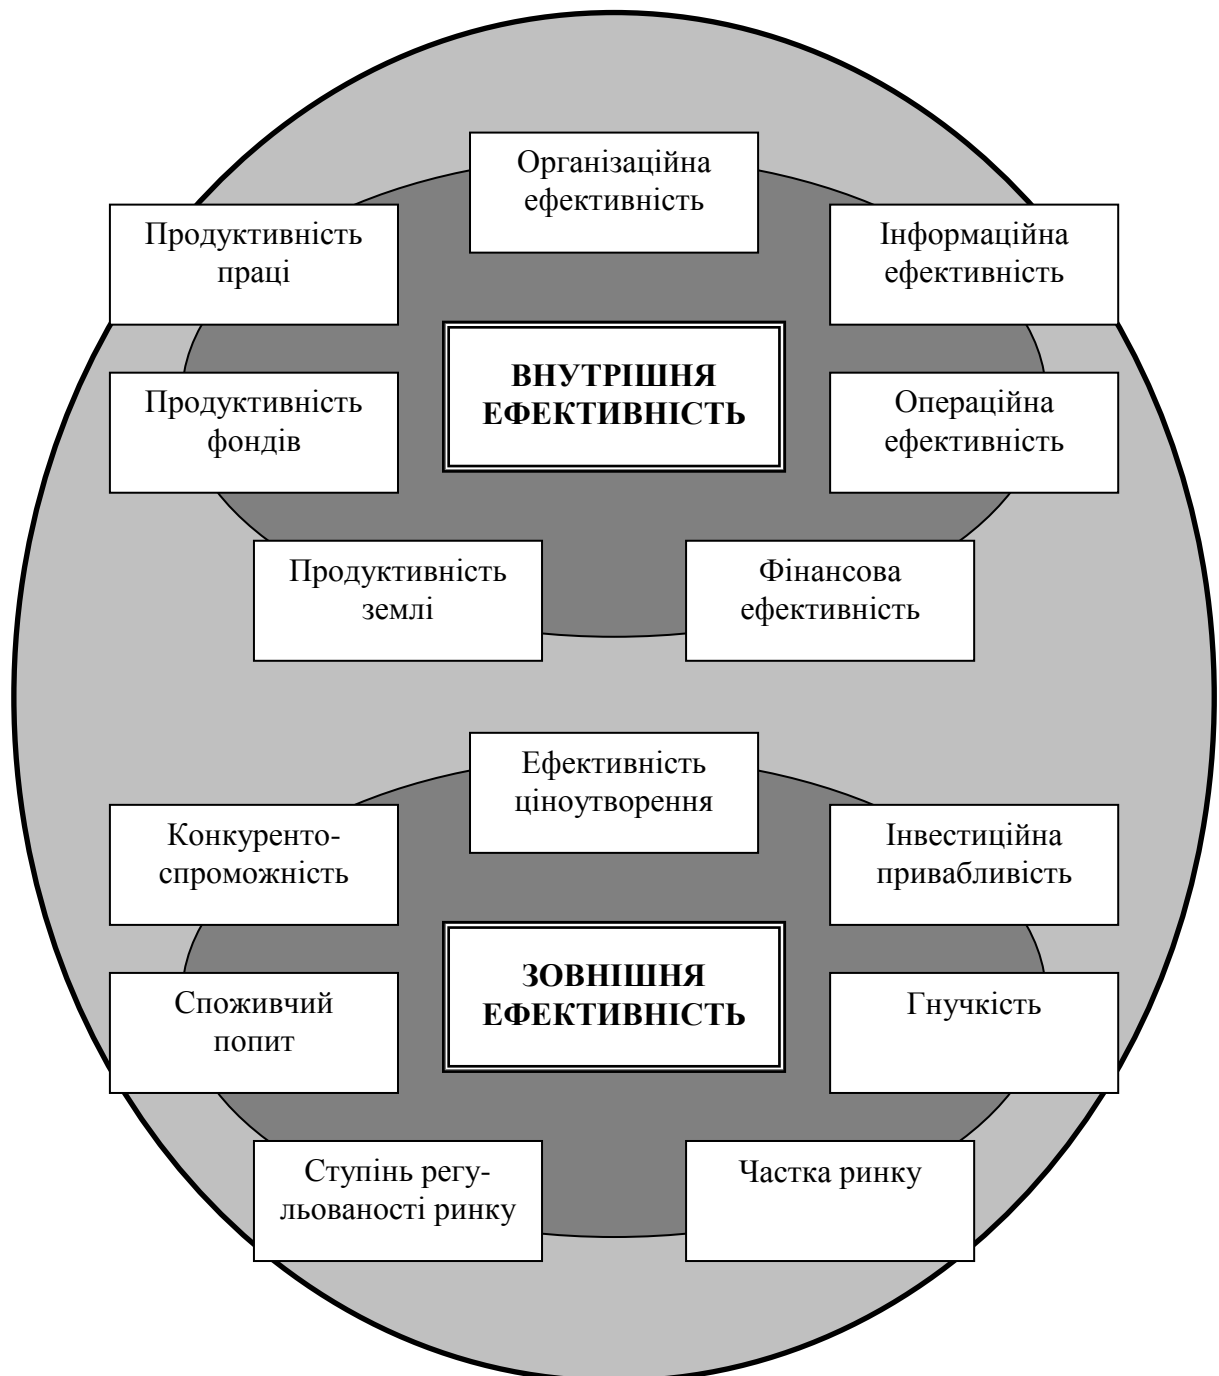 Організаційна
ефективність
Продуктивність
праці
Інформаційна
ефективність
ВНУТРІШНЯ
ЕФЕКТИВНІСТЬ
Продуктивність
фондів
Операційна
ефективність
Продуктивність
землі
Фінансова
ефективність
Ефективність
ціноутворення
Конкуренто-
спроможність
Інвестиційна
привабливість
ЗОВНІШНЯ
ЕФЕКТИВНІСТЬ
Споживчий
попит
Гнучкість
Ступінь регу-
льованості ринку
Частка ринку